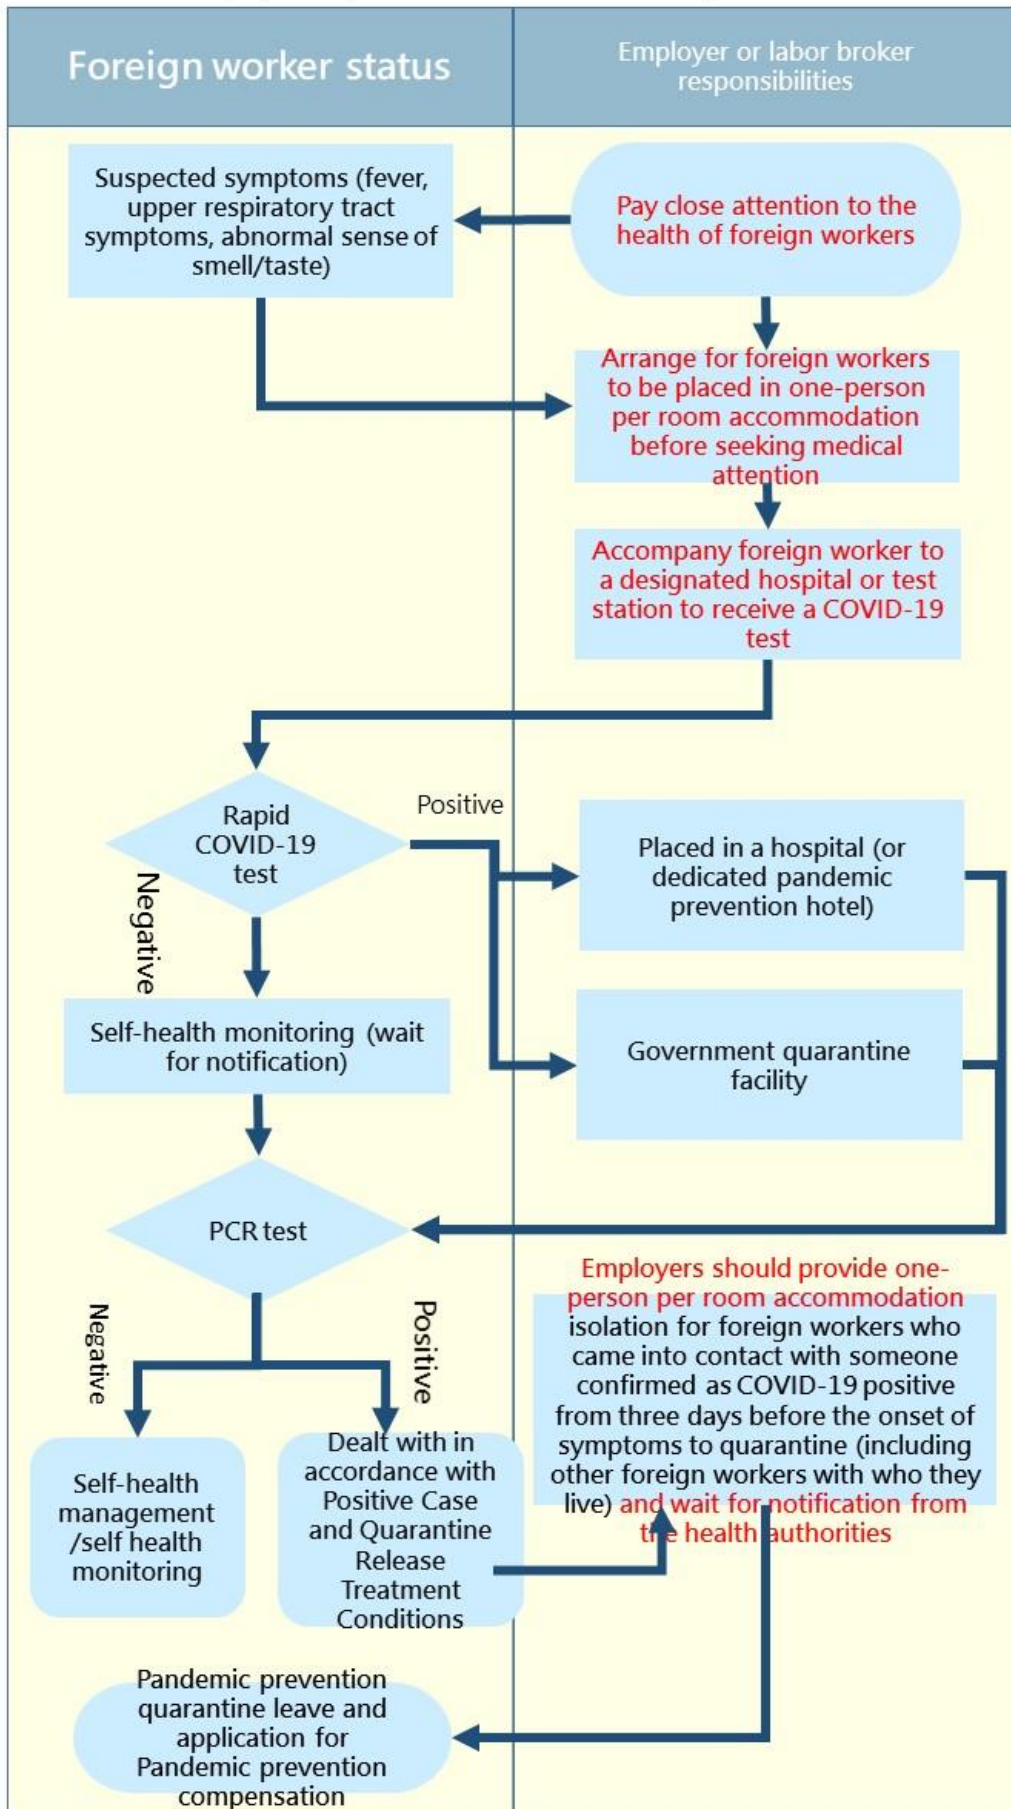 Foreign worker status
Employer or labor broker
responsibilities
Suspected symptoms (fever,
upper respiratory tract
symptoms, abnormal sense of
smell/taste)
Pay close attention to the
health of foreign workers
Arrange for foreign workers
to be placed in one-person
per room accommodation
before seeking medical
attention
Accompany foreign worker to
a designated hospital or test
station to receive a COVID-19
test
Rapid
COVID-19
test
Positive
Negative
Placed in a hospital (or
dedicated pandemic
prevention hotel)
Self-health monitoring (wait
for notification)
Government quarantine
facility
PCR test
Negative
Positive
Employers should provide one-
person per room accommodation
isolation for foreign workers who
came into contact with someone
confirmed as COVID-19 positive
from three days before the onset of
symptoms to quarantine (including
other foreign workers with who they
live) and wait for notification from
the health authorities
Self-health
management
/self health
monitoring
Dealt with in
accordance with
Positive Case
and Quarantine
Release
Treatment
Conditions
Pandemic prevention
quarantine leave and
application for
Pandemic prevention
compensation